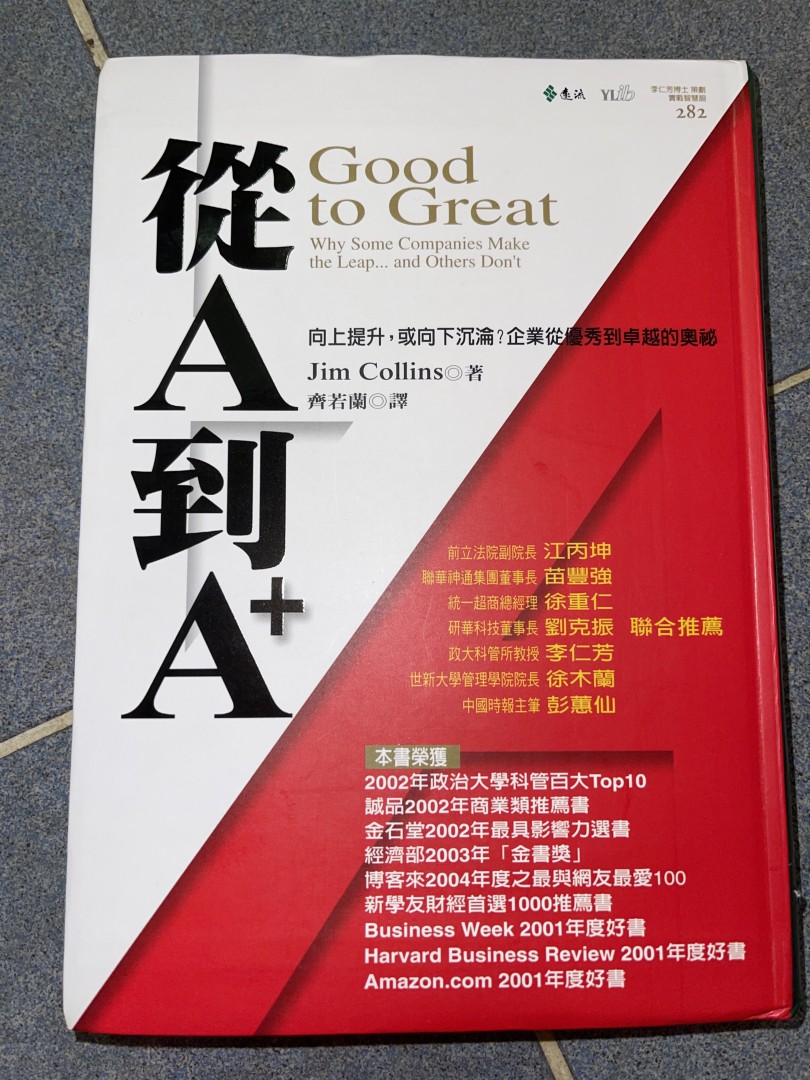 遠流 YLib 李仁芳博士 策劃
實戰智慧館
282
從A到A+
Good
to Great
Why Some Companies Make
the Leap... and Others Don't
向上提升，或向下沉淪？企業從優秀到卓越的奧祕
Jim Collins◎著
齊若蘭◎譯
前立法院副院長 江丙坤
聯華神通集團董事長 苗豐強
統一超商總經理 徐重仁
研華科技董事長 劉克振 聯合推薦
政大科管所教授 李仁芳
世新大學管理學院院長 徐木蘭
中國時報主筆 彭蕙仙
本書榮獲
2002年政治大學科管百大Top10
誠品2002年商業類推薦書
金石堂2002年最具影響力選書
經濟部2003年「金書獎」
博客來2004年度之最與網友最愛100
新學友財經首選1000推薦書
Business Week 2001年度好書
Harvard Business Review 2001年度好書
Amazon.com 2001年度好書